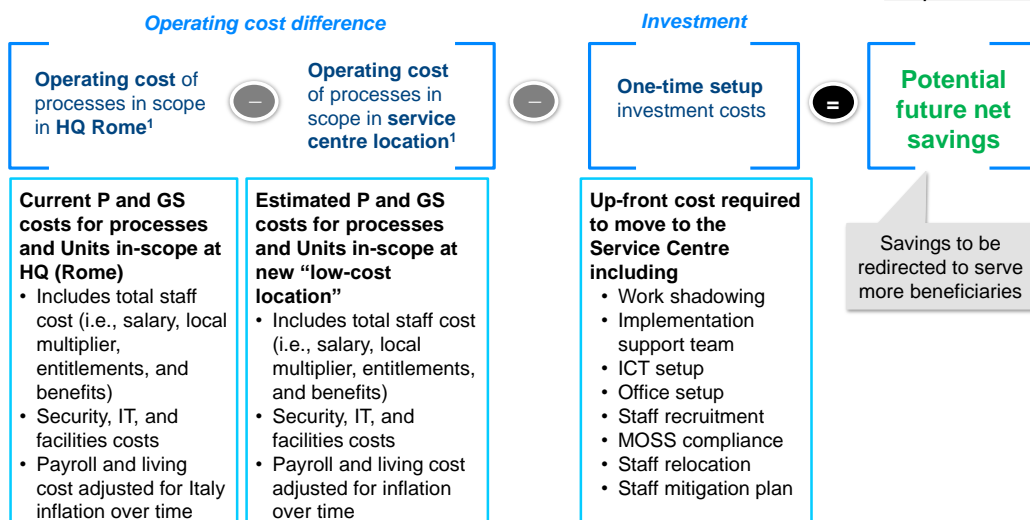 Operating cost difference
Investment
Operating cost of
processes in scope
in HQ Rome¹
–
Operating cost
of processes in
scope in service
centre location¹
–
One-time setup
investment costs
=
Potential
future net
savings
Current P and GS
costs for processes
and Units in-scope at
HQ (Rome)
• Includes total staff
cost (i.e., salary, local
multiplier,
entitlements, and
benefits)
• Security, IT, and
facilities costs
• Payroll and living
cost adjusted for Italy
inflation over time
Estimated P and GS
costs for processes
and Units in-scope at
new “low-cost
location”
• Includes total staff cost
(i.e., salary, local
multiplier, entitlements,
and benefits)
• Security, IT, and
facilities costs
• Payroll and living cost
adjusted for inflation
over time
Up-front cost required
to move to the
Service Centre
including
• Work shadowing
• Implementation
support team
• ICT setup
• Office setup
• Staff recruitment
• MOSS compliance
• Staff relocation
• Staff mitigation plan
Savings to be
redirected to serve
more beneficiaries